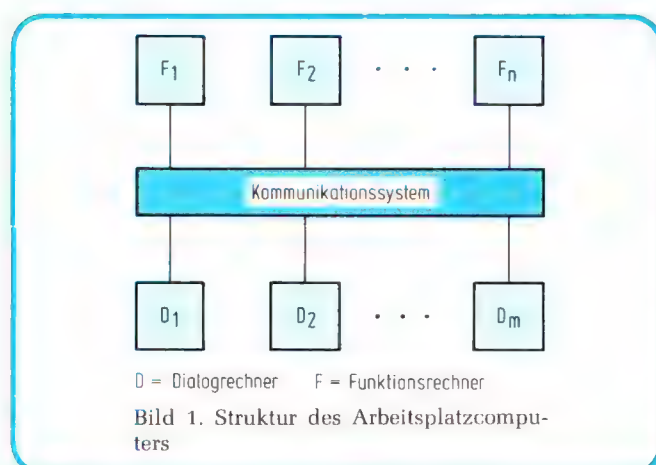 F1 F2 · · · Fn
Kommunikationssystem
D1 D2 · · · Dm
D = Dialogrechner F = Funktionsrechner
Bild 1. Struktur des Arbeitsplatzcompu-
ters